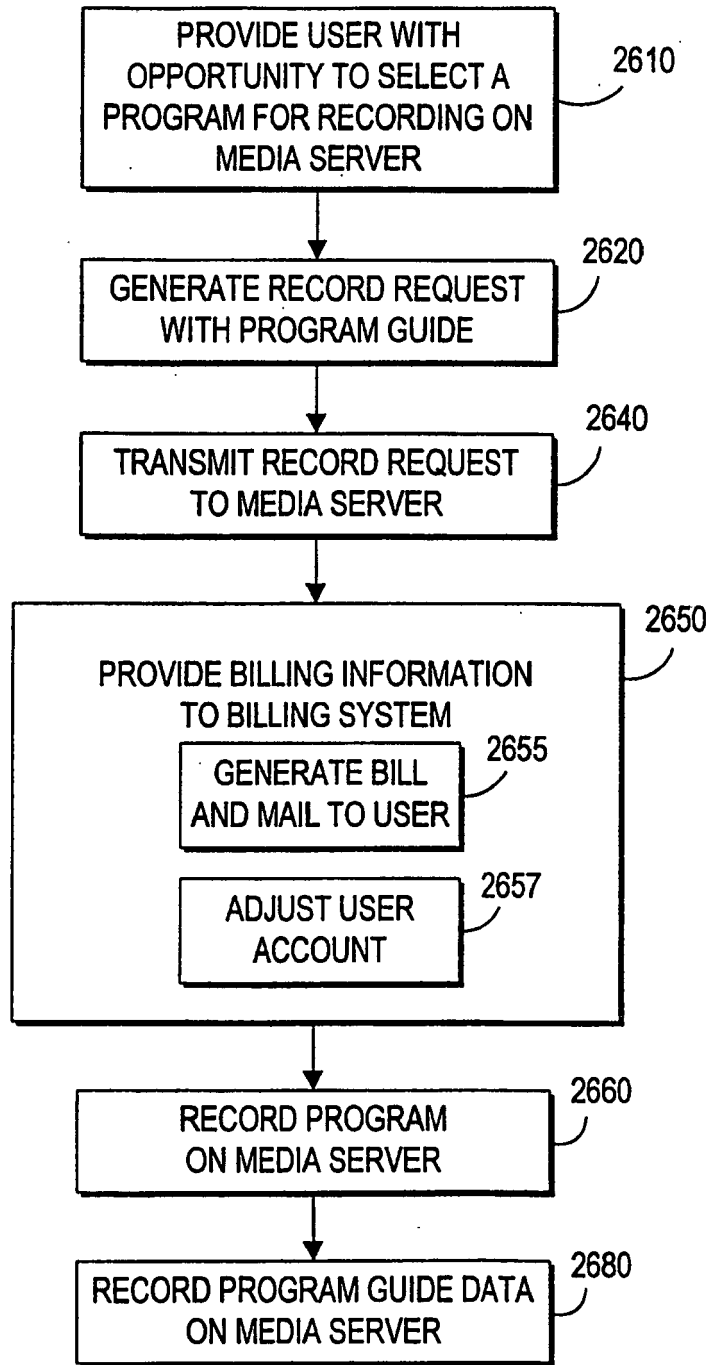 PROVIDE USER WITH
OPPORTUNITY TO SELECT A
PROGRAM FOR RECORDING ON
MEDIA SERVER
2610
GENERATE RECORD REQUEST
WITH PROGRAM GUIDE
2620
TRANSMIT RECORD REQUEST
TO MEDIA SERVER
2640
PROVIDE BILLING INFORMATION
TO BILLING SYSTEM
2650
GENERATE BILL
AND MAIL TO USER
2655
ADJUST USER
ACCOUNT
2657
RECORD PROGRAM
ON MEDIA SERVER
2660
RECORD PROGRAM GUIDE DATA
ON MEDIA SERVER
2680